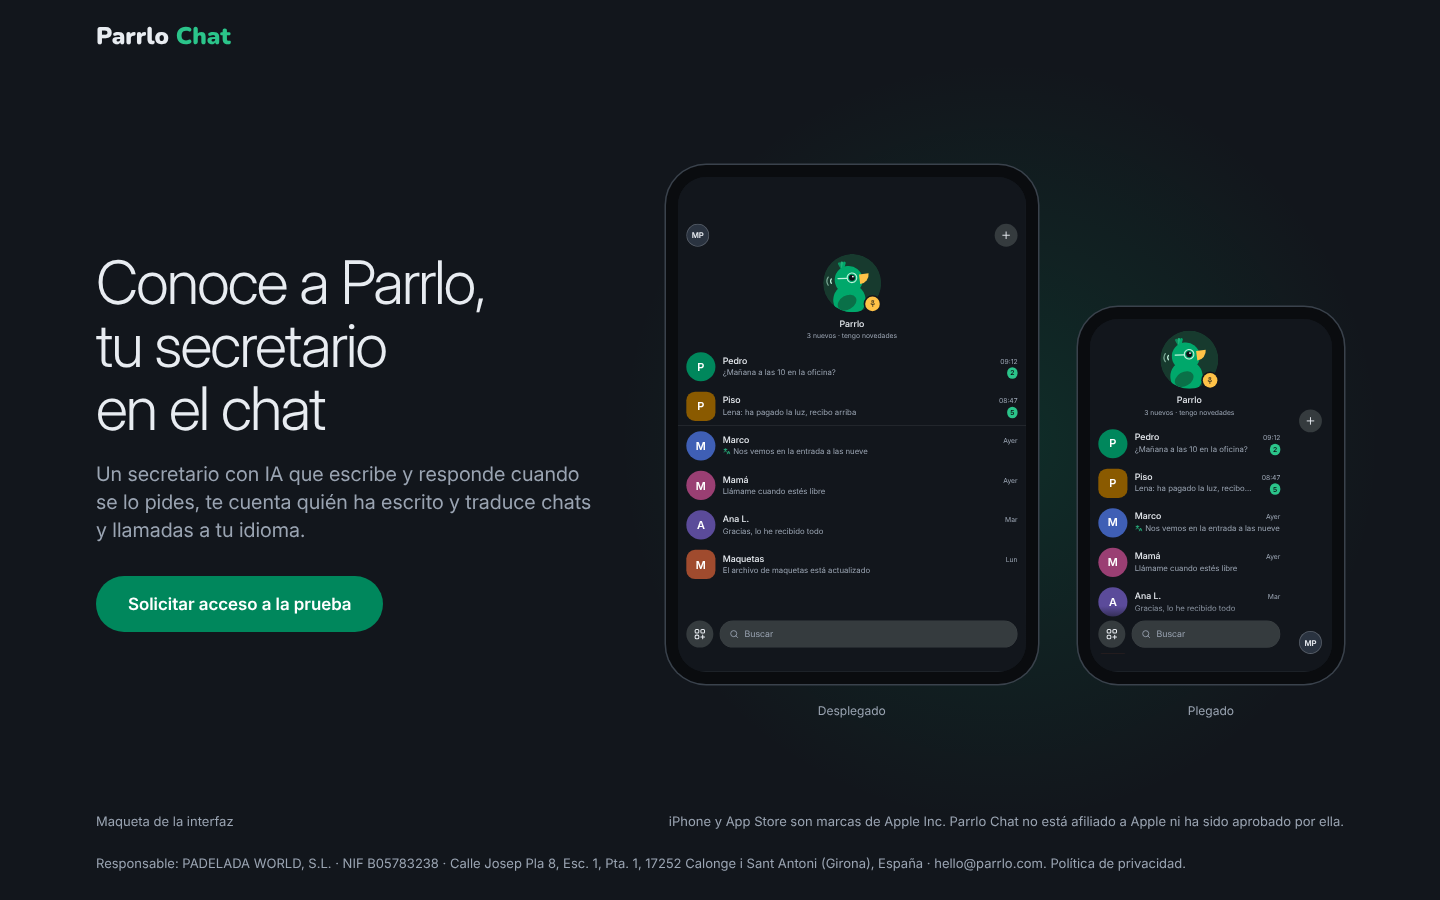 Parrlo Chat
Conoce a Parrlo,
tu secretario
en el chat
Un secretario con IA que escribe y responde cuando
se lo pides, te cuenta quién ha escrito y traduce chats
y llamadas a tu idioma.
Solicitar acceso a la prueba
MP
Parrlo
3 nuevos · tengo novedades
P
Pedro
09:12
¿Mañana a las 10 en la oficina?
2
P
Piso
08:47
Lena: ha pagado la luz, recibo arriba
5
M
Marco
Ayer
Nos vemos en la entrada a las nueve
M
Mamá
Ayer
Llámame cuando estés libre
A
Ana L.
Mar
Gracias, lo he recibido todo
M
Maquetas
Lun
El archivo de maquetas está actualizado
Buscar
Desplegado
Parrlo
3 nuevos · tengo novedades
P
Pedro
09:12
¿Mañana a las 10 en la oficina?
2
P
Piso
08:47
Lena: ha pagado la luz, recibo...
5
M
Marco
Ayer
Nos vemos en la entrada a las nueve
M
Mamá
Ayer
Llámame cuando estés libre
A
Ana L.
Mar
Gracias, lo he recibido todo
Buscar
MP
Plegado
Maqueta de la interfaz
iPhone y App Store son marcas de Apple Inc. Parrlo Chat no está afiliado a Apple ni ha sido aprobado por ella.
Responsable: PADELADA WORLD, S.L. · NIF B05783238 · Calle Josep Pla 8, Esc. 1, Pta. 1, 17252 Calonge i Sant Antoni (Girona), España · hello@parrlo.com. Política de privacidad.